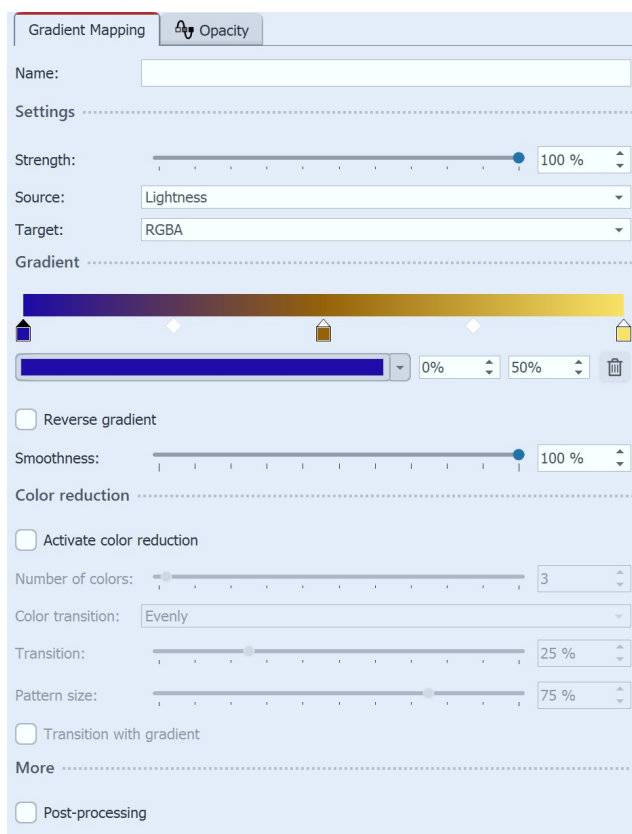 Gradient Mapping Opacity
Name:
Settings
Strength: 100 %
Source: Lightness
Target: RGBA
Gradient
0% 50%
Reverse gradient
Smoothness: 100 %
Color reduction
Activate color reduction
Number of colors: 3
Color transition: Evenly
Transition: 25 %
Pattern size: 75 %
Transition with gradient
More
Post-processing